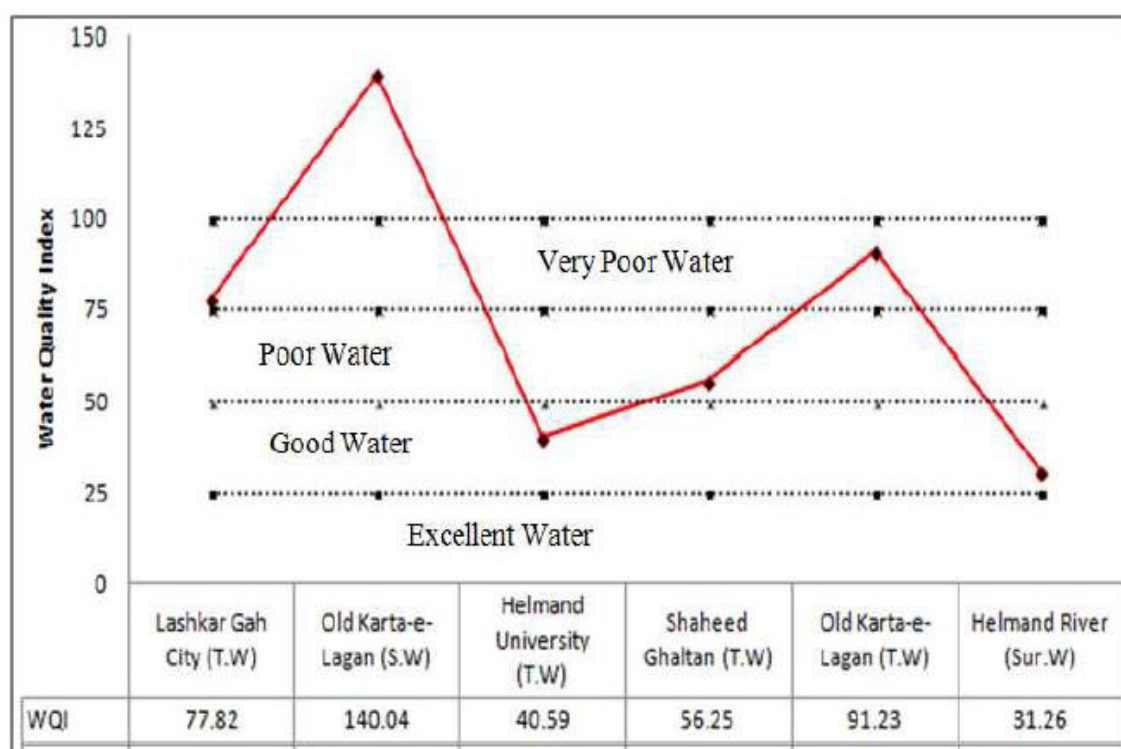 Water Quality Index
150
125
100
75
50
25
0
Very Poor Water
Poor Water
Good Water
Excellent Water
Lashkar Gah
City (T.W)
Old Karta-e-
Lagan (S.W)
Helmand
University
(T.W)
Shaheed
Ghaltan (T.W)
Old Karta-e-
Lagan (T.W)
Helmand River
(Sur.W)
WQI 77.82 140.04 40.59 56.25 91.23 31.26